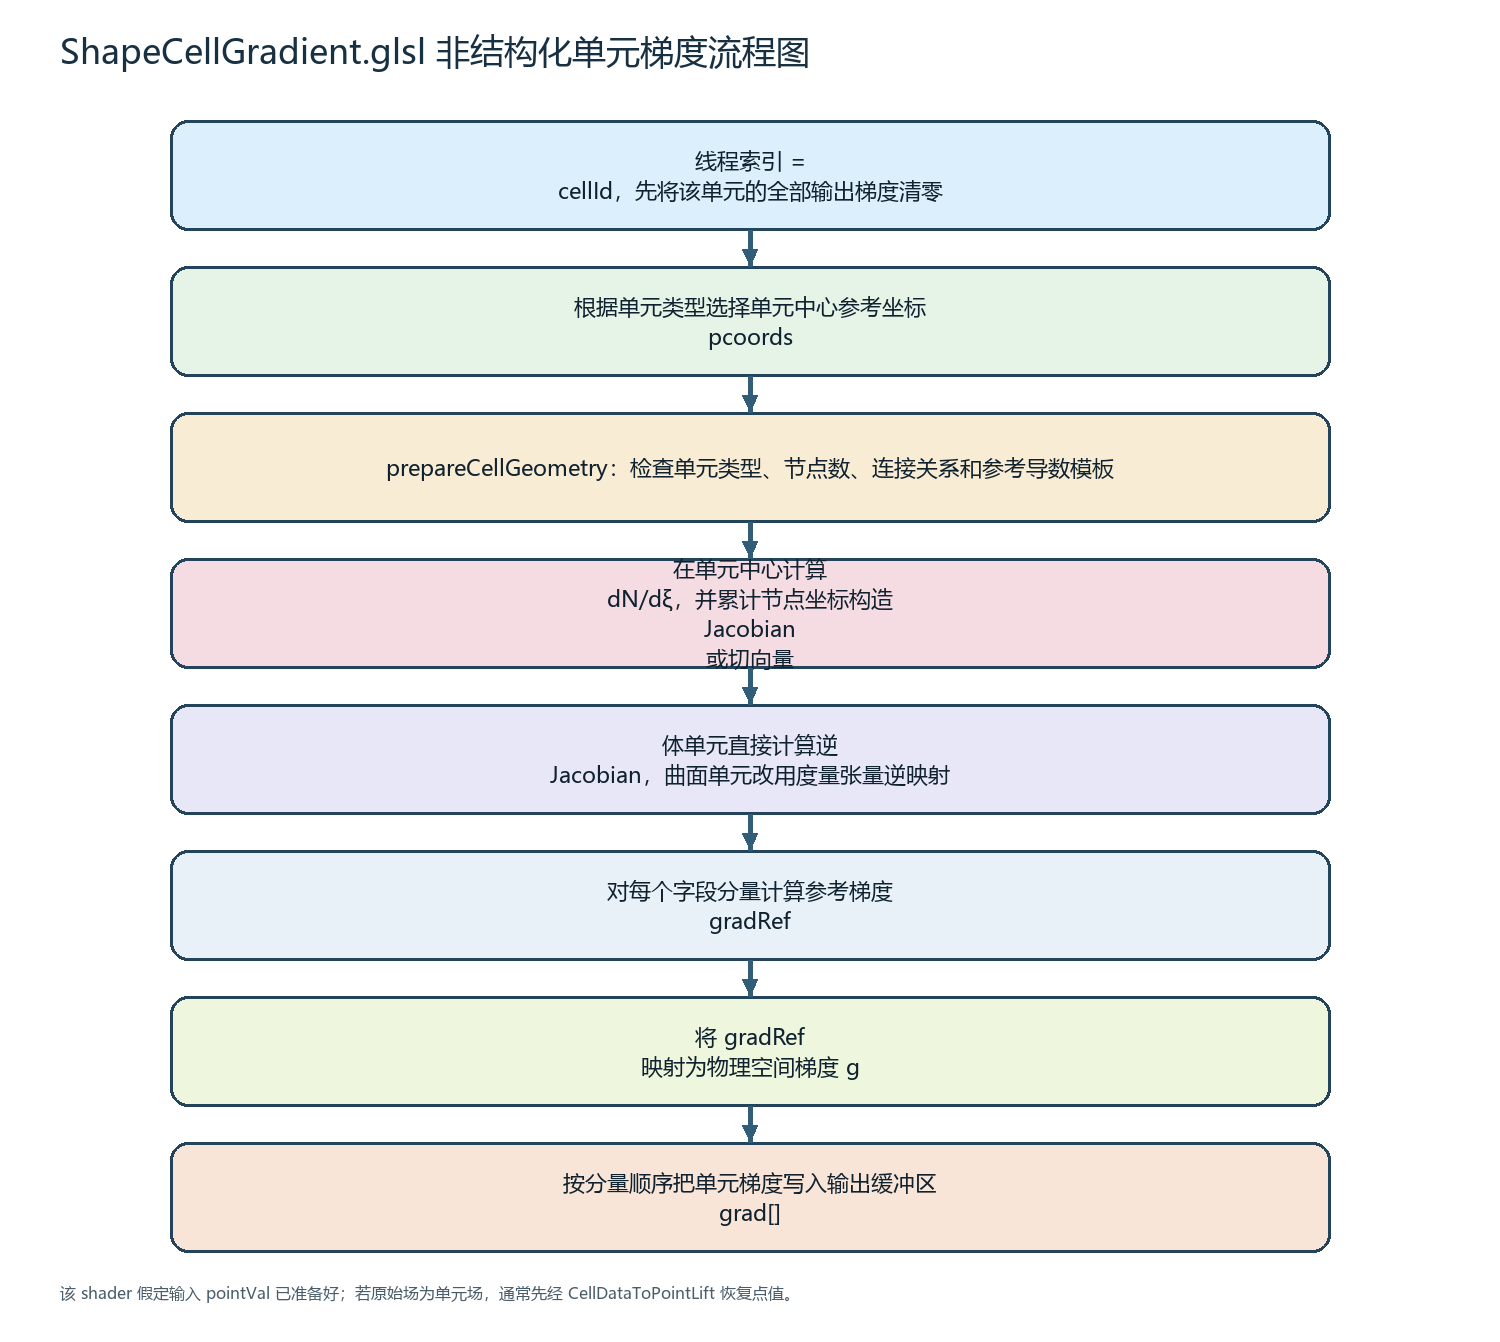 ShapeCellGradient.glsl 非结构化单元梯度流程图
线程索引 =
cellId，先将该单元的全部输出梯度清零
根据单元类型选择单元中心参考坐标
pcoords
prepareCellGeometry：检查单元类型、节点数、连接关系和参考导数模板
在单元中心计算
dN/dξ，并累计节点坐标构造
Jacobian
或切向量
体单元直接计算逆
Jacobian，曲面单元改用度量张量逆映射
对每个字段分量计算参考梯度
gradRef
将 gradRef
映射为物理空间梯度 g
按分量顺序把单元梯度写入输出缓冲区
grad[]
该 shader 假定输入 pointVal 已准备好；若原始场为单元场，通常先经 CellDataToPointLift 恢复点值。